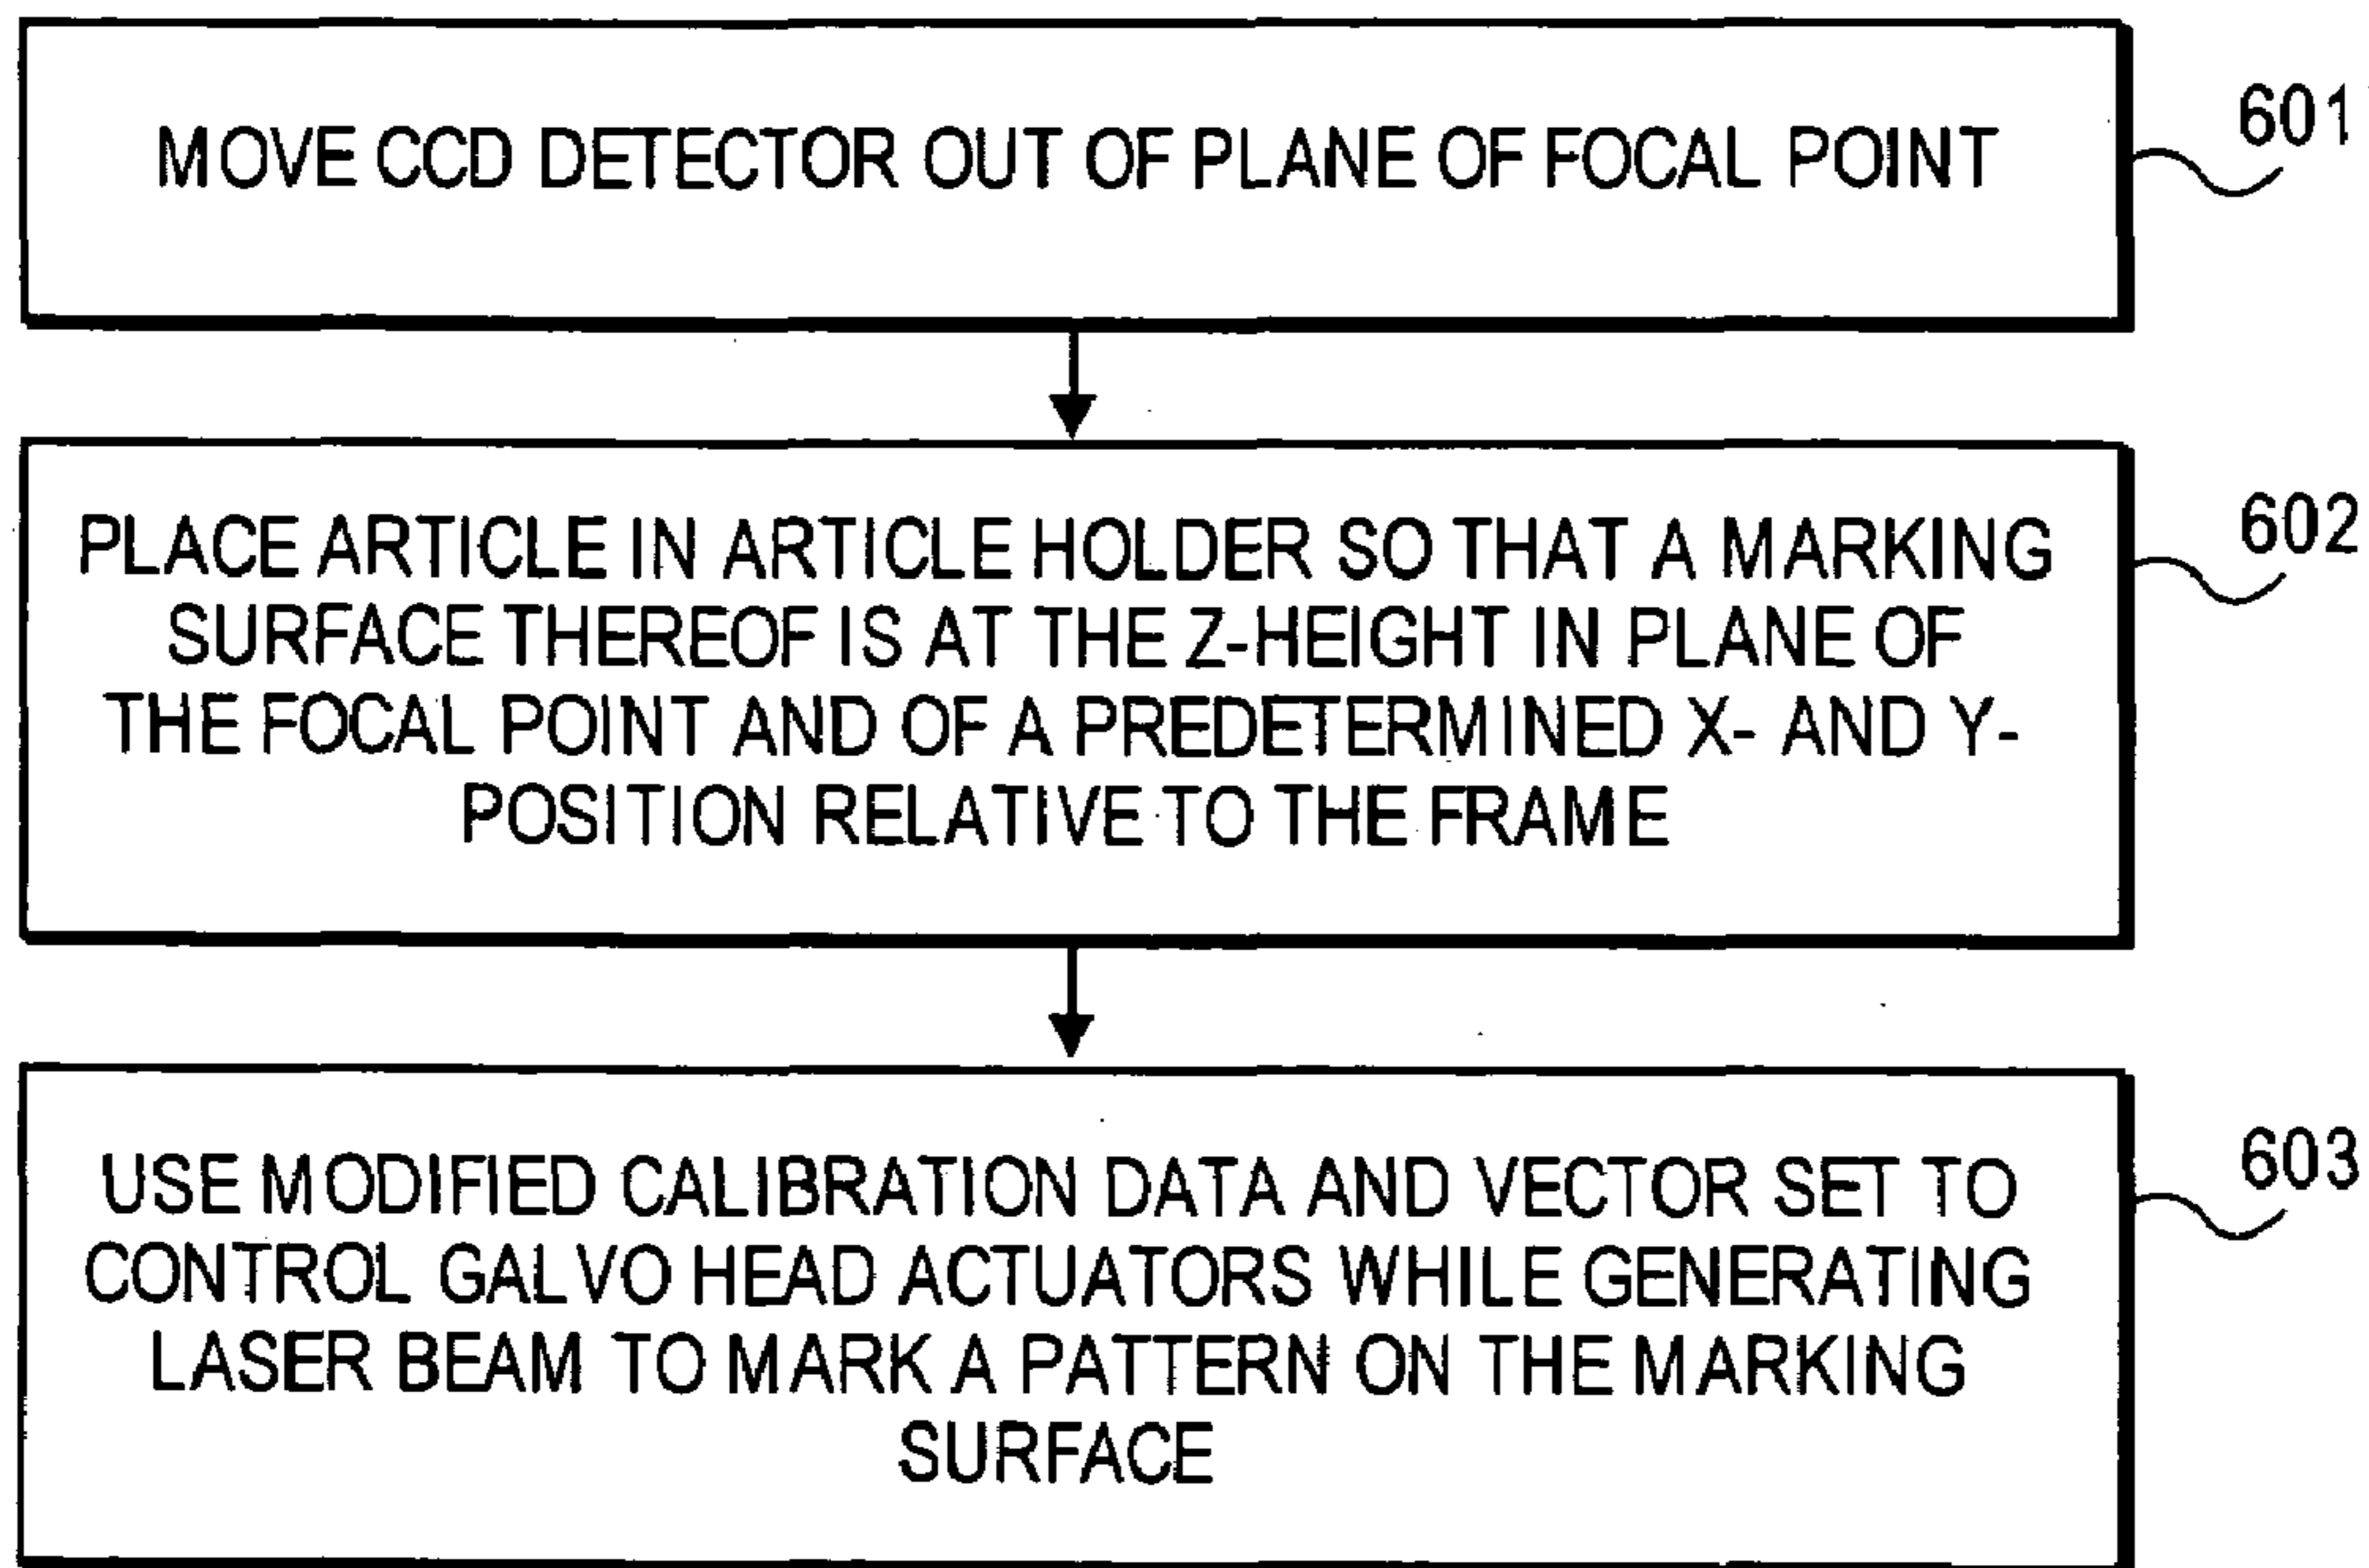 MOVE CCD DETECTOR OUT OF PLANE OF FOCAL POINT
601
PLACE ARTICLE IN ARTICLE HOLDER SO THAT A MARKING
SURFACE THEREOF IS AT THE Z-HEIGHT IN PLANE OF
THE FOCAL POINT AND OF A PREDETERMINED X- AND Y-
POSITION RELATIVE TO THE FRAME
602
USE MODIFIED CALIBRATION DATA AND VECTOR SET TO
CONTROL GALVO HEAD ACTUATORS WHILE GENERATING
LASER BEAM TO MARK A PATTERN ON THE MARKING
SURFACE
603